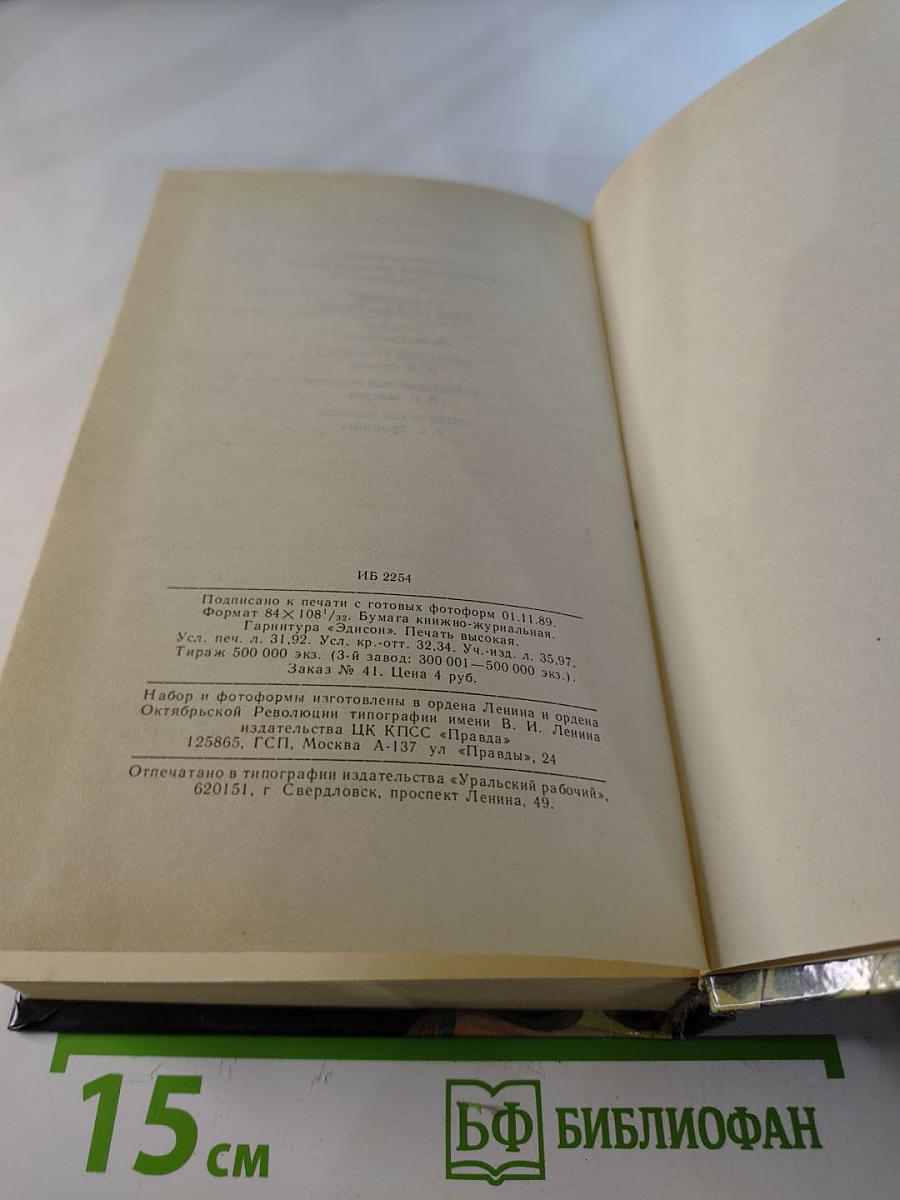 ИБ 2254
Подписано к печати с готовых фотоформ 01.11.89.
Формат 84×108¹/₃₂. Бумага книжно-журнальная.
Гарнитура «Эдисон». Печать высокая.
Усл. печ. л. 31,92. Усл. кр.-отт. 32,34. Уч.-изд. л. 35,97.
Тираж 500 000 экз. (3-й завод: 300 001—500 000 экз.).
Заказ № 41. Цена 4 руб.
Набор и фотоформы изготовлены в ордена Ленина и ордена
Октябрьской Революции типографии имени В. И. Ленина
издательства ЦК КПСС «Правда»
125865, ГСП, Москва А-137 ул «Правды», 24
Отпечатано в типографии издательства «Уральский рабочий»,
620151, г Свердловск, проспект Ленина, 49.
15 см
БФ БИБЛИОФАН